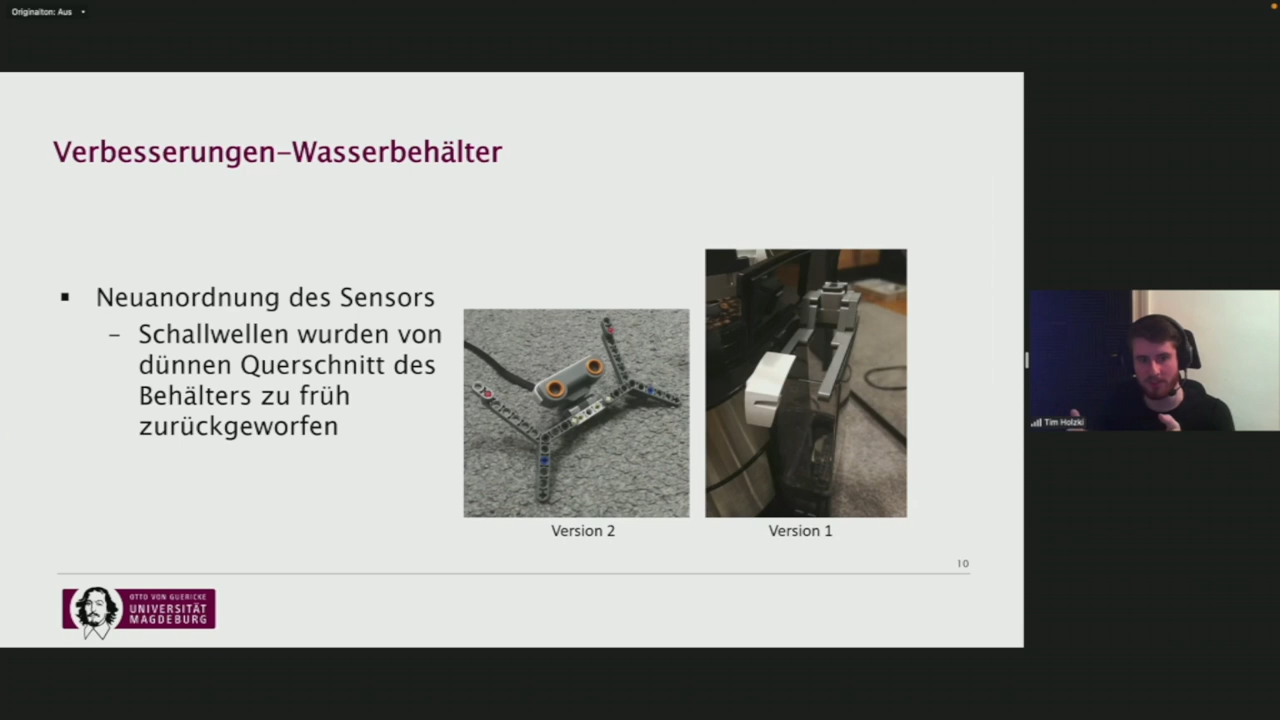 Originalton: Aus
Verbesserungen-Wasserbehälter
▪ Neuanordnung des Sensors
– Schallwellen wurden von
dünnen Querschnitt des
Behälters zu früh
zurückgeworfen
Version 2
Version 1
10
OTTO VON GUERICKE
UNIVERSITÄT
MAGDEBURG
Tim Holzki